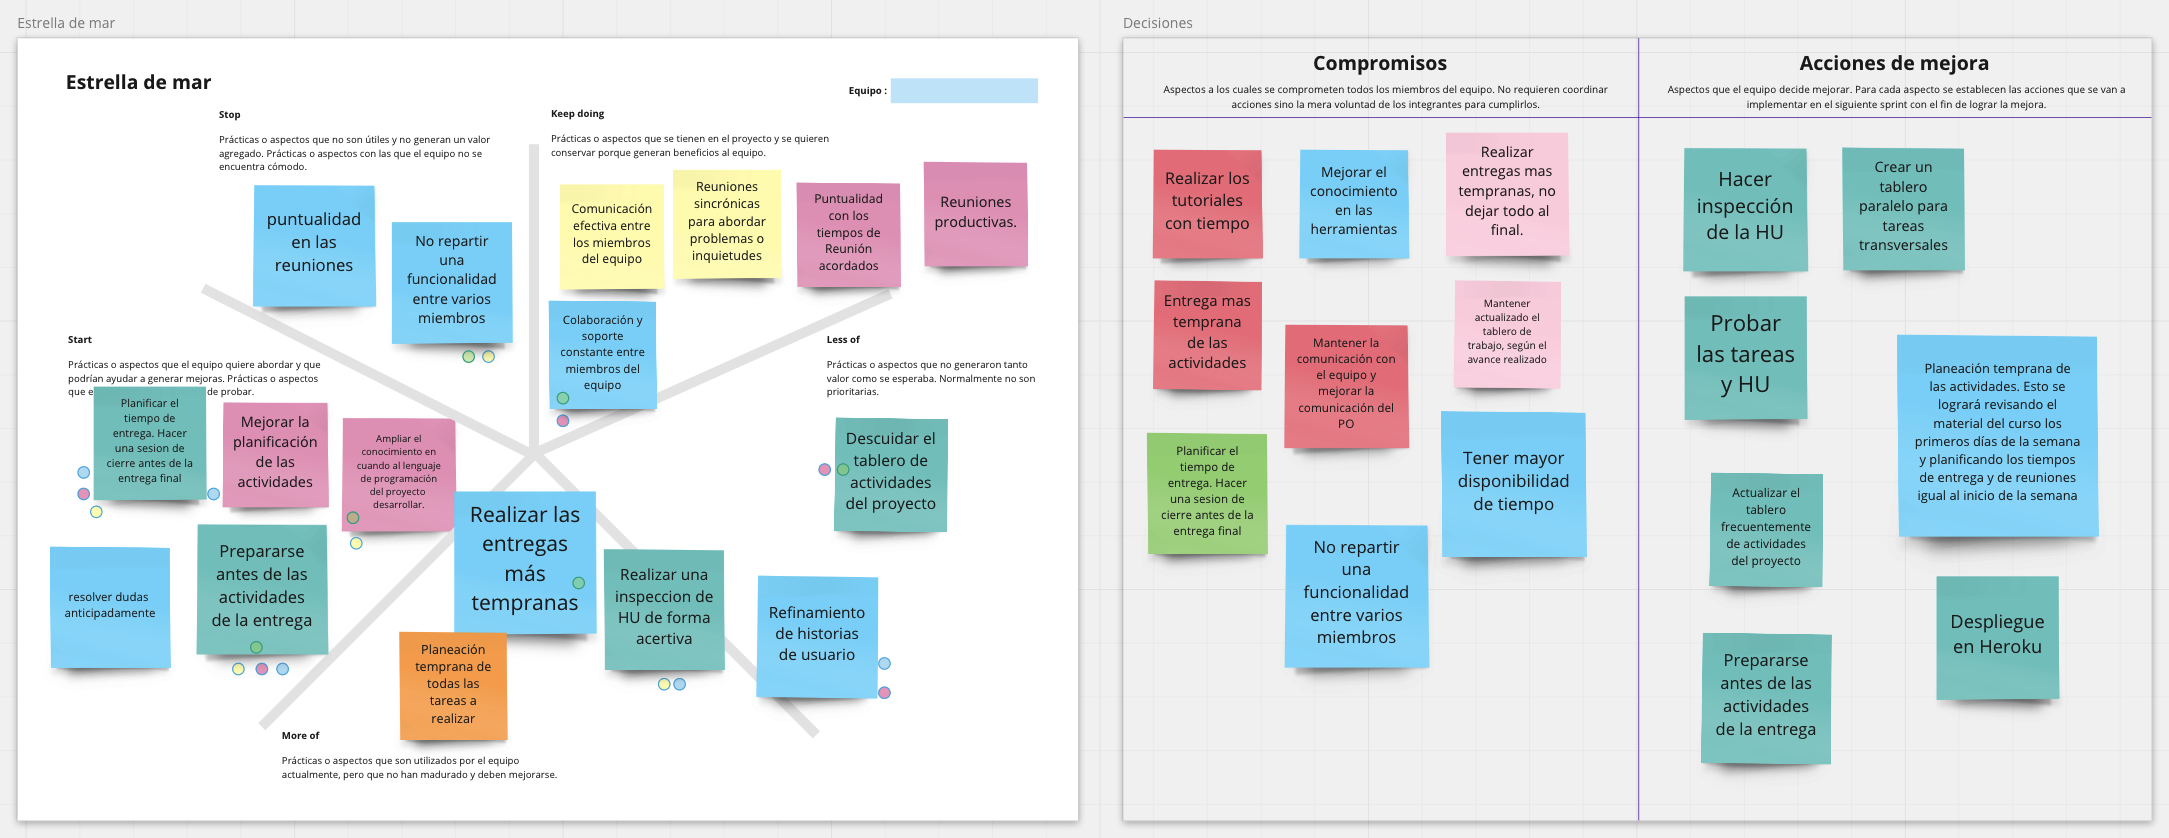 Estrella de mar
Estrella de mar
Equipo :
Stop
Prácticas o aspectos que no son útiles y no generan un valor
agregado. Prácticas o aspectos con las que el equipo no se
encuentra cómodo.
puntualidad
en las
reuniones
No repartir
una
funcionalidad
entre varios
miembros
Keep doing
Prácticas o aspectos que se tienen en el proyecto y se quieren
conservar porque generan beneficios al equipo.
Comunicación
efectiva entre
los miembros
del equipo
Reuniones
sincrónicas
para abordar
problemas o
inquietudes
Puntualidad
con los
tiempos de
Reunión
acordados
Reuniones
productivas.
Colaboración y
soporte
constante entre
miembros del
equipo
Start
Prácticas o aspectos que el equipo quiere abordar y que
podrían ayudar a generar mejoras. Prácticas o aspectos
que e
de probar.
Planificar el
tiempo de
entrega. Hacer
una sesion de
cierre antes de la
entrega final
Mejorar la
planificación
de las
actividades
Ampliar el
conocimiento en
cuando al lenguaje
de programación
del proyecto
desarrollar.
resolver dudas
anticipadamente
Prepararse
antes de las
actividades
de la entrega
Less of
Prácticas o aspectos que no generaron tanto
valor como se esperaba. Normalmente no son
prioritarias.
Descuidar el
tablero de
actividades
del proyecto
Realizar las
entregas
más
tempranas
Planeación
temprana de
todas las
tareas a
realizar
Realizar una
inspeccion de
HU de forma
acertiva
Refinamiento
de historias
de usuario
More of
Prácticas o aspectos que son utilizados por el equipo
actualmente, pero que no han madurado y deben mejorarse.
Decisiones
Compromisos
Aspectos a los cuales se comprometen todos los miembros del equipo. No requieren coordinar
acciones sino la mera voluntad de los integrantes para cumplirlos.
Realizar los
tutoriales
con tiempo
Mejorar el
conocimiento
en las
herramientas
Realizar
entregas mas
tempranas, no
dejar todo al
final.
Entrega mas
temprana
de las
actividades
Mantener la
comunicación con
el equipo y
mejorar la
comunicación del
PO
Mantener
actualizado el
tablero de
trabajo, según el
avance realizado
Planificar el
tiempo de
entrega. Hacer
una sesion de
cierre antes de la
entrega final
Tener mayor
disponibilidad
de tiempo
No repartir
una
funcionalidad
entre varios
miembros
Acciones de mejora
Aspectos que el equipo decide mejorar. Para cada aspecto se establecen las acciones que se van a
implementar en el siguiente sprint con el fin de lograr la mejora.
Hacer
inspección
de la HU
Crear un
tablero
paralelo para
tareas
transversales
Probar
las tareas
y HU
Planeación temprana de
las actividades. Esto se
logrará revisando el
material del curso los
primeros días de la semana
y planificando los tiempos
de entrega y de reuniones
igual al inicio de la semana
Actualizar el
tablero
frecuentemente
de actividades
del proyecto
Despliegue
en Heroku
Prepararse
antes de las
actividades
de la entrega